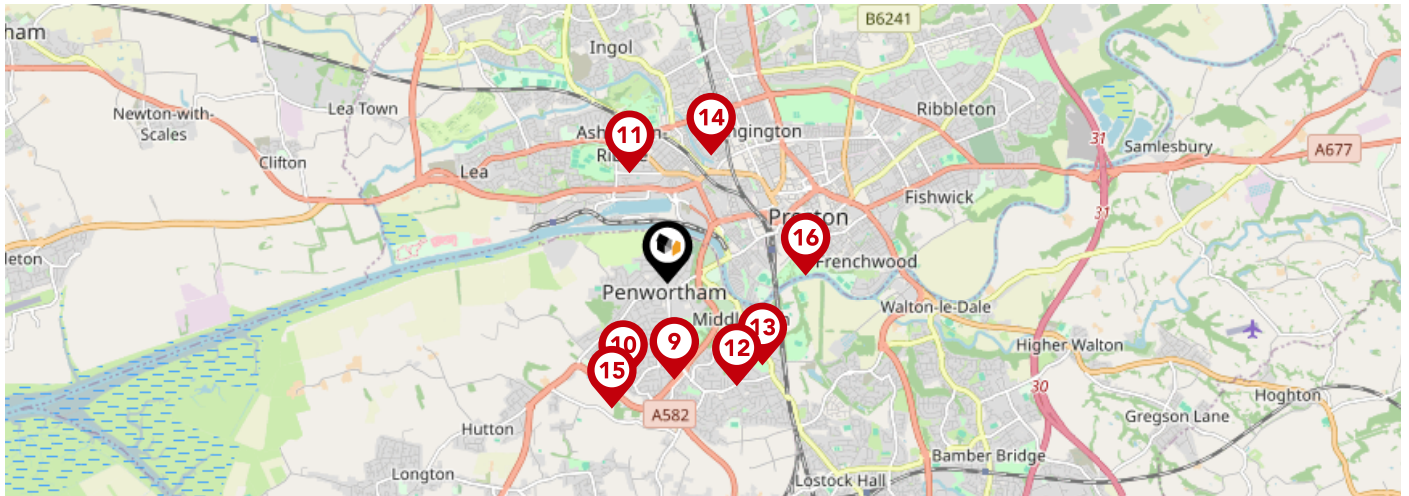 B6241
ham
Ingol
Lea Town
Ribbleton
Newton-with-
Scales
11
14
31
Samlesbury
A677
Clifton
Lea
Fishwick
31
Preston
16
leton
Frenchwood
Penwortham
Walton-le-Dale
13
10
9
12
Higher Walton
15
30
Hoghton
A582
Gregson Lane
Hutton
Bamber Bridge
Longton
Lostock Hall